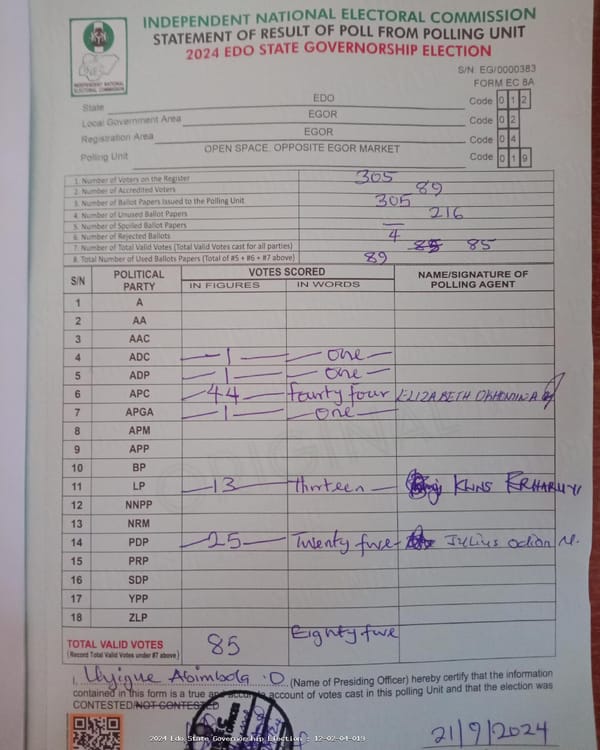 INDEPENDENT NATIONAL ELECTORAL COMMISSION
STATEMENT OF RESULT OF POLL FROM POLLING UNIT
2024 EDO STATE GOVERNORSHIP ELECTION
INDEPENDENT NATIONAL
ELECTORAL COMMISSION
S/N: EG/0000383
FORM EC 8A
State EDO Code 0 1 2
Local Government Area EGOR Code 0 2
Registration Area EGOR Code 0 4
Polling Unit OPEN SPACE, OPPOSITE EGOR MARKET Code 0 1 9
1. Number of Voters on the Register 305
2. Number of Accredited Voters 89
3. Number of Ballot Papers Issued to the Polling Unit 305
4. Number of Unused Ballot Papers 216
5. Number of Spoiled Ballot Papers —
6. Number of Rejected Ballots 4
7. Number of Total Valid Votes (Total Valid Votes cast for all parties) 85 85
8. Total Number of Used Ballots Papers (Total of #5 + #6 + #7 above) 89
S/N POLITICAL PARTY VOTES SCORED NAME/SIGNATURE OF POLLING AGENT
IN FIGURES IN WORDS
1 A
2 AA
3 AAC
4 ADC 1 one
5 ADP 1 one
6 APC 44 fourty four ELIZABETH
7 APGA 1 one
8 APM
9 APP
10 BP
11 LP 13 thirteen
12 NNPP
13 NRM
14 PDP 25 Twenty five Julius Odion M.
15 PRP
16 SDP
17 YPP
18 ZLP
TOTAL VALID VOTES 85 Eighty five
(Record Total Valid Votes under #7 above)
I, Uyigue Abimbola .O. (Name of Presiding Officer) hereby certify that the information
contained in this form is a true and accurate account of votes cast in this polling Unit and that the election was
CONTESTED/NOT CONTESTED
21/9/2024
2024 Edo State Governorship Election : 12-02-04-019